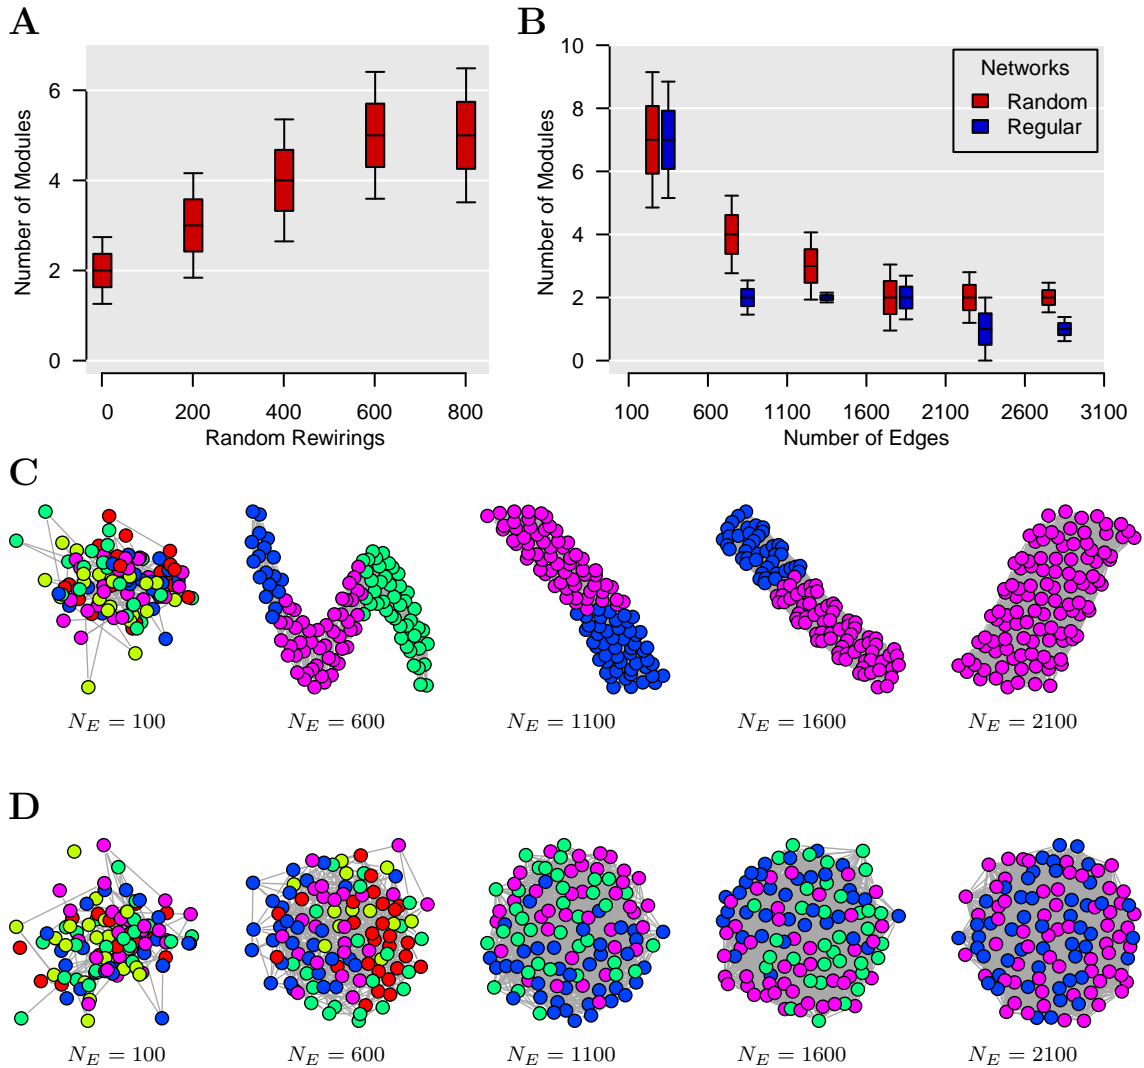 A
Number of Modules
6
4
2
0
0 200 400 600 800
Random Rewirings
B
Number of Modules
10
8
6
4
2
0
Networks
Random
Regular
100 600 1100 1600 2100 2600 3100
Number of Edges
C
N_E = 100 N_E = 600 N_E = 1100 N_E = 1600 N_E = 2100
D
N_E = 100 N_E = 600 N_E = 1100 N_E = 1600 N_E = 2100